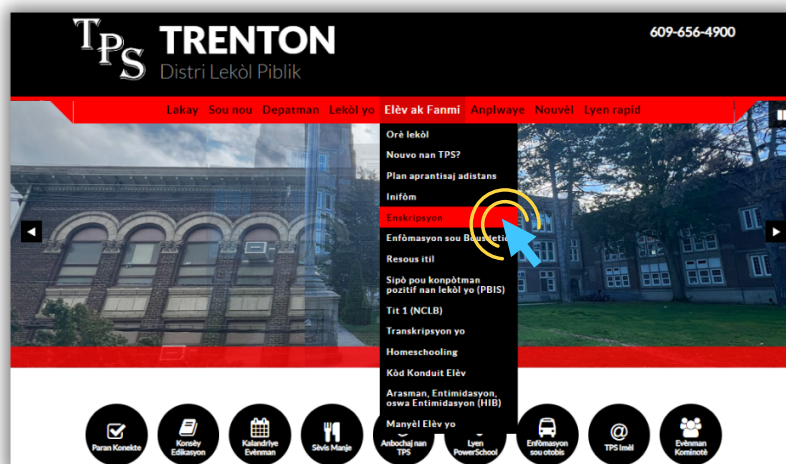 TPS TRENTON
Distri Lekòl Piblik
609-656-4900
Lakay Sou nou Depatman Lekòl yo Elèv ak Fanmi Anplwaye Nouvèl Lyen rapid
Orè lekòl
Nouvo nan TPS?
Plan aprantisaj adistans
Inifòm
Enskripsyon
Enfòmasyon sou
Resous itil
Sipò pou konpòtman
pozitif nan lekòl yo (PBIS)
Tit 1 (NCLB)
Transkripsyon yo
Homeschooling
Kòd Konduit Elèv
Arasman, Entimidasyon,
oswa Entimidasyon (HIB)
Manyèl Elèv yo
Paran Konekte
Konsèy
Edikasyon
Kalandriye
Evènman
Sèvis Manje
Anbochaj nan
TPS
Lyen
PowerSchool
Enfòmasyon
sou otobis
TPS Imèl
Evènman
Kominotè